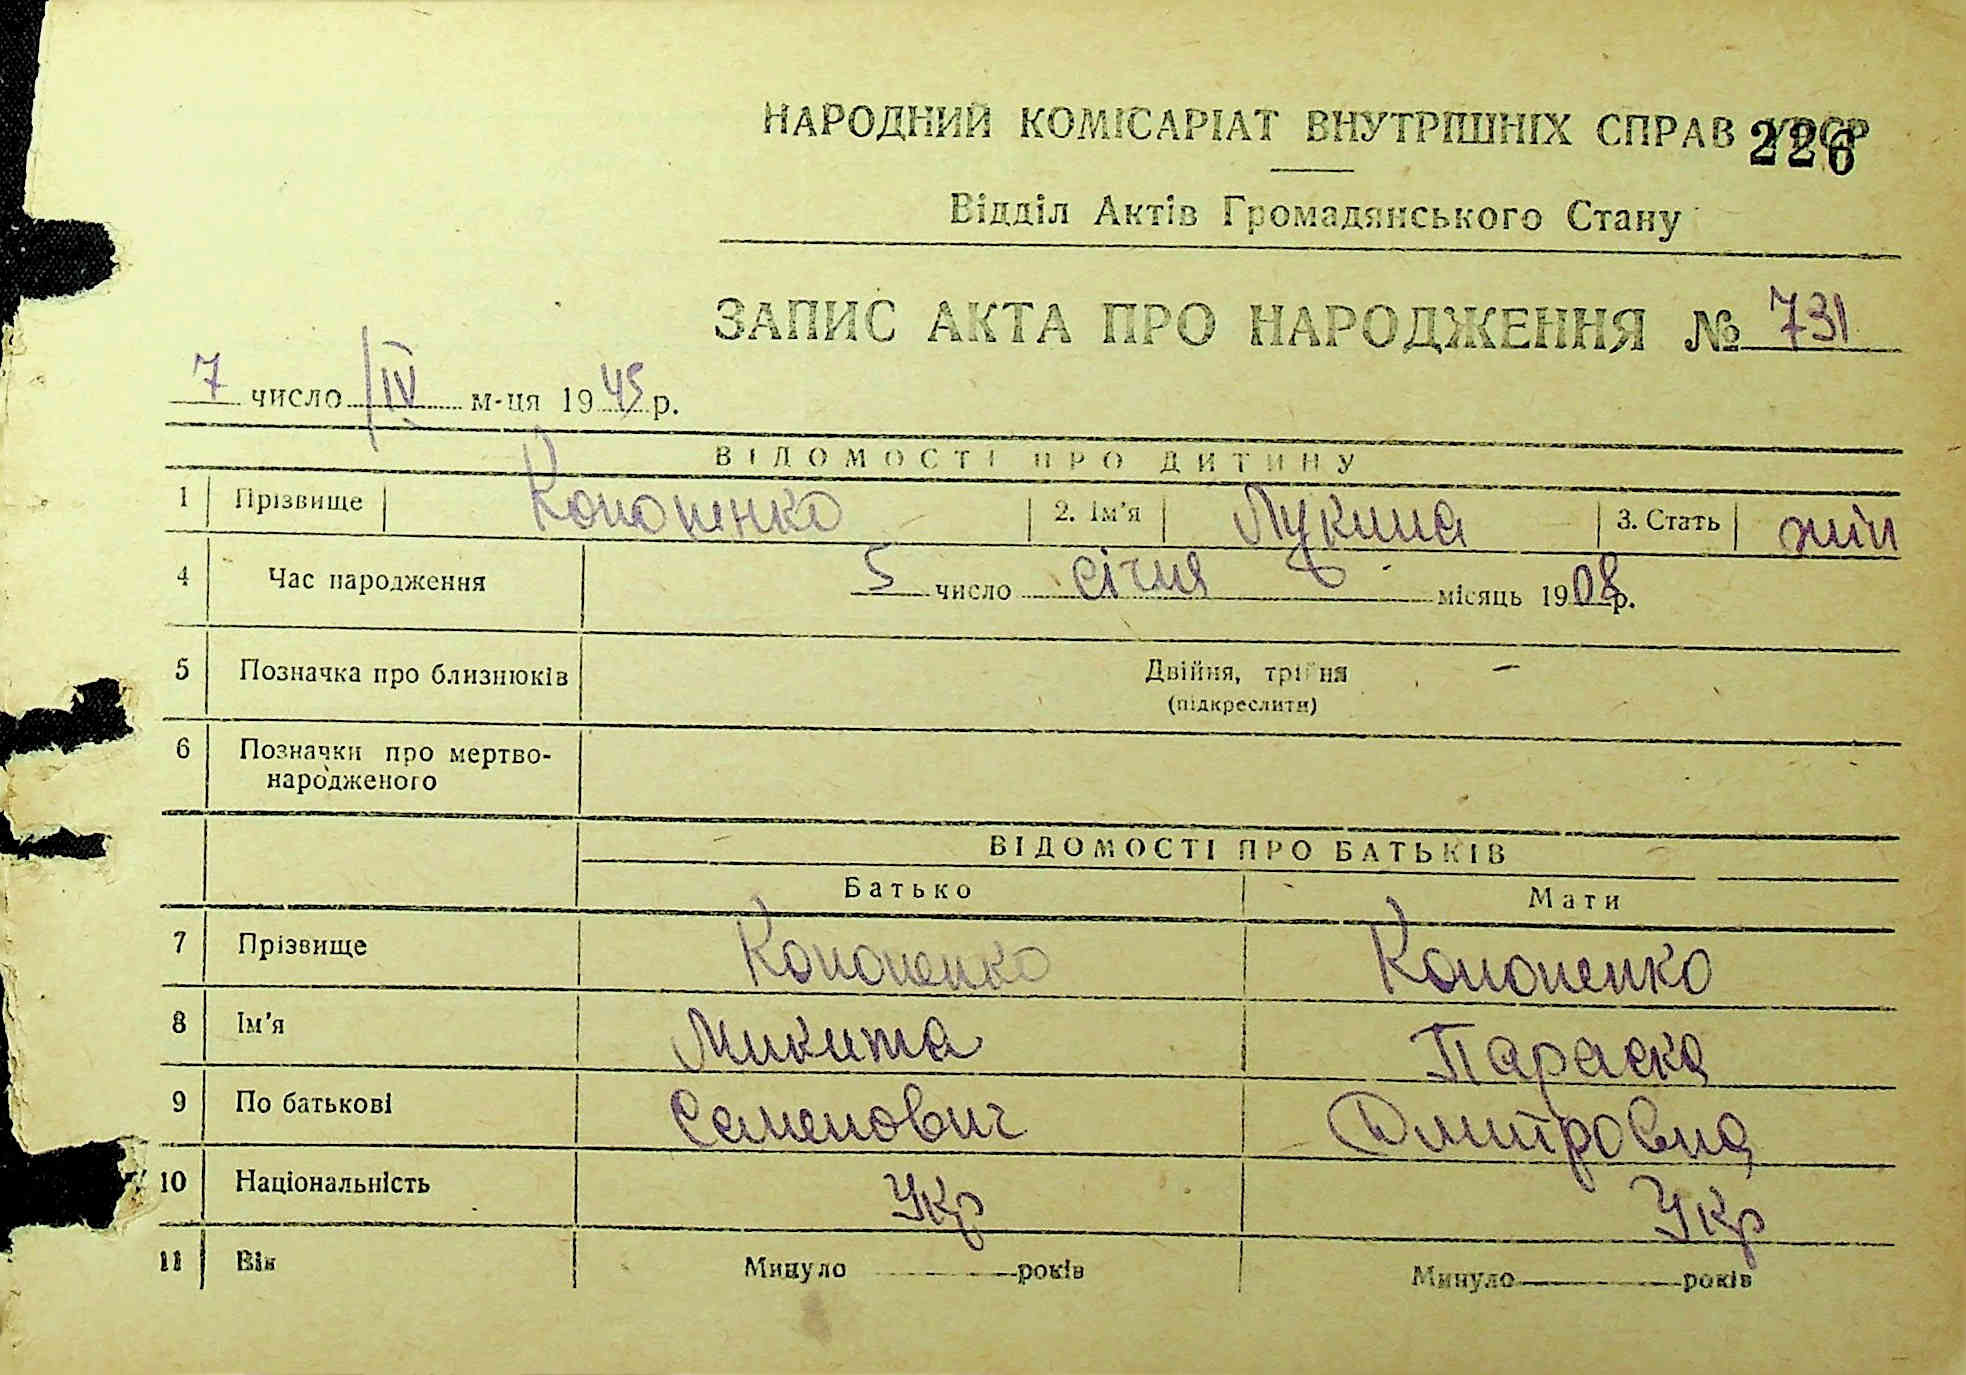 НАРОДНИЙ КОМІСАРІАТ ВНУТРІШНІХ СПРАВ УРСР 226
Відділ Актів Громадянського Стану
ЗАПИС АКТА ПРО НАРОДЖЕННЯ № 731
7 число IV м-ця 1945 р.
ВІДОМОСТІ ПРО ДИТИНУ
1 Прізвище Кононенко 2. Ім'я Лукина 3. Стать жін
4 Час народження 5 число січня місяць 1908 р.
5 Позначка про близнюків Двійня, трійня -
(підкреслити)
6 Позначки про мертво-
народженого
ВІДОМОСТІ ПРО БАТЬКІВ
Батько Мати
7 Прізвище Кононенко Кононенко
8 Ім'я Микита Параска
9 По батькові Семенович Дмитровна
10 Національність Укр Укр
11 Вік Минуло років Минуло років